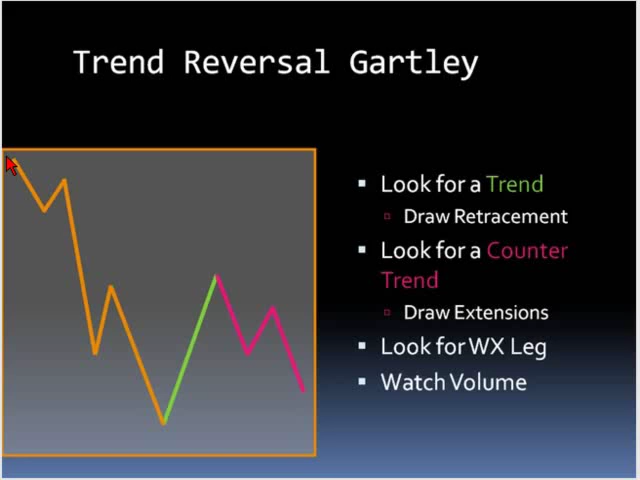 Trend Reversal Gartley
Look for a Trend
Draw Retracement
Look for a Counter
Trend
Draw Extensions
Look for WX Leg
Watch Volume